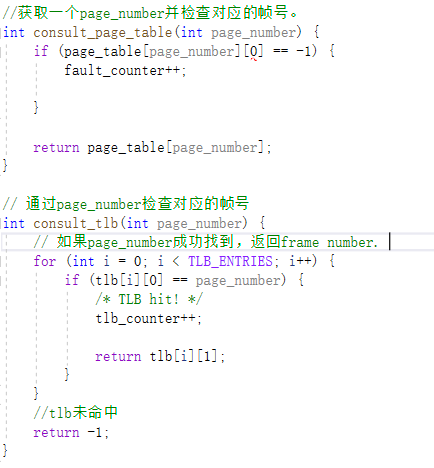 //获取一个page_number并检查对应的帧号。
int consult_page_table(int page_number) {
    if (page_table[page_number][0] == -1) {
        fault_counter++;
    }
    return page_table[page_number];
}
// 通过page_number检查对应的帧号
int consult_tlb(int page_number) {
    // 如果page_number成功找到，返回frame number.
    for (int i = 0; i < TLB_ENTRIES; i++) {
        if (tlb[i][0] == page_number) {
            /* TLB hit! */
            tlb_counter++;
            return tlb[i][1];
        }
    }
    //tlb未命中
    return -1;
}